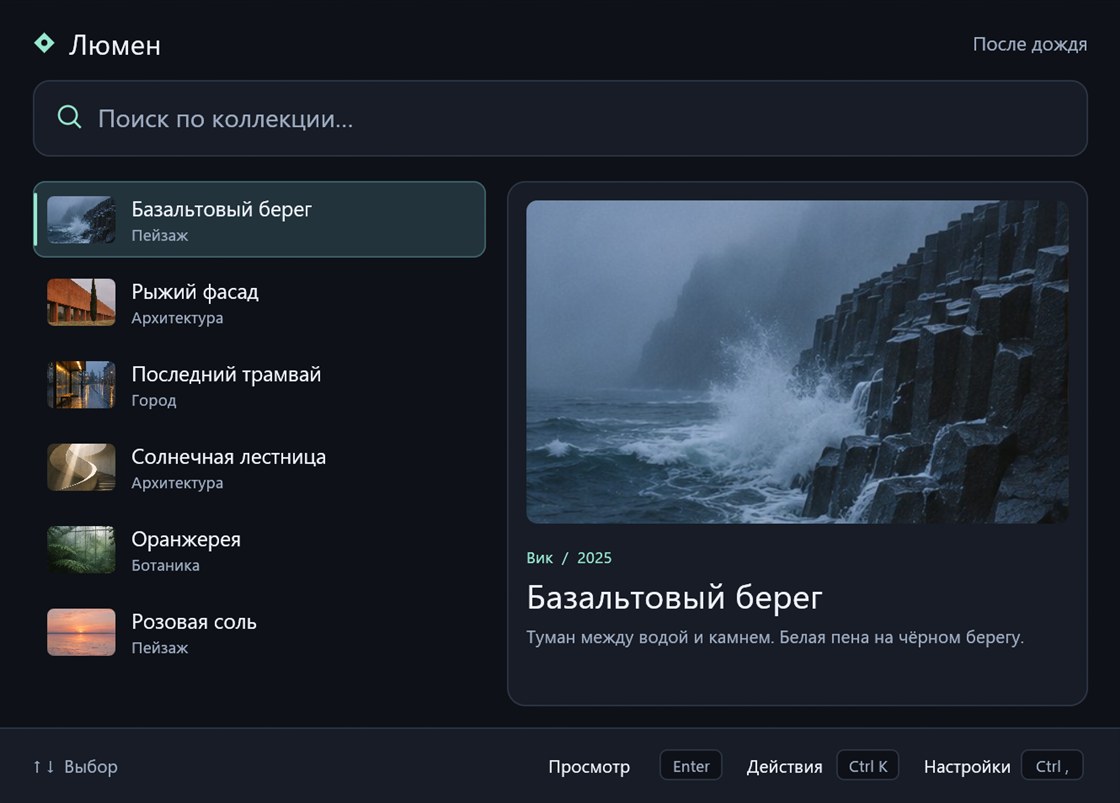 Люмен
После дождя
Поиск по коллекции...
Базальтовый берег
Пейзаж
Рыжий фасад
Архитектура
Последний трамвай
Город
Солнечная лестница
Архитектура
Оранжерея
Ботаника
Розовая соль
Пейзаж
Вик / 2025
Базальтовый берег
Туман между водой и камнем. Белая пена на чёрном берегу.
↑↓ Выбор
Просмотр Enter Действия Ctrl K Настройки Ctrl ,